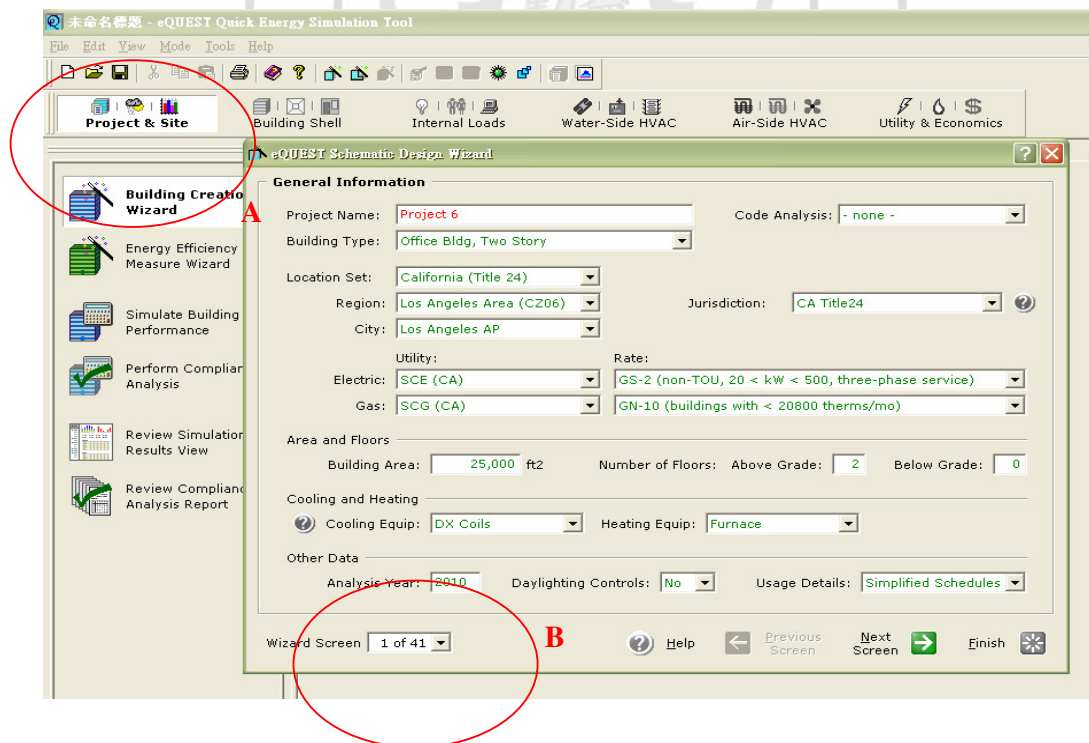 未命名標題 - eQUEST Quick Energy Simulation Tool
File Edit View Mode Tools Help
Project & Site Building Shell Internal Loads Water-Side HVAC Air-Side HVAC Utility & Economics
eQUEST Schematic Design Wizard
Building Creatio
Wizard
Energy Efficiency
Measure Wizard
Simulate Building
Performance
Perform Complian
Analysis
Review Simulation
Results View
Review Complianc
Analysis Report
A
General Information
Project Name: Project 6 Code Analysis: - none -
Building Type: Office Bldg, Two Story
Location Set: California (Title 24)
Region: Los Angeles Area (CZ06) Jurisdiction: CA Title24
City: Los Angeles AP
Utility: Rate:
Electric: SCE (CA) GS-2 (non-TOU, 20 < kW < 500, three-phase service)
Gas: SCG (CA) GN-10 (buildings with < 20800 therms/mo)
Area and Floors
Building Area: 25,000 ft2 Number of Floors: Above Grade: 2 Below Grade: 0
Cooling and Heating
Cooling Equip: DX Coils Heating Equip: Furnace
Other Data
Analysis Year: 2010 Daylighting Controls: No Usage Details: Simplified Schedules
Wizard Screen 1 of 41 B Help Previous Screen Next Screen Finish